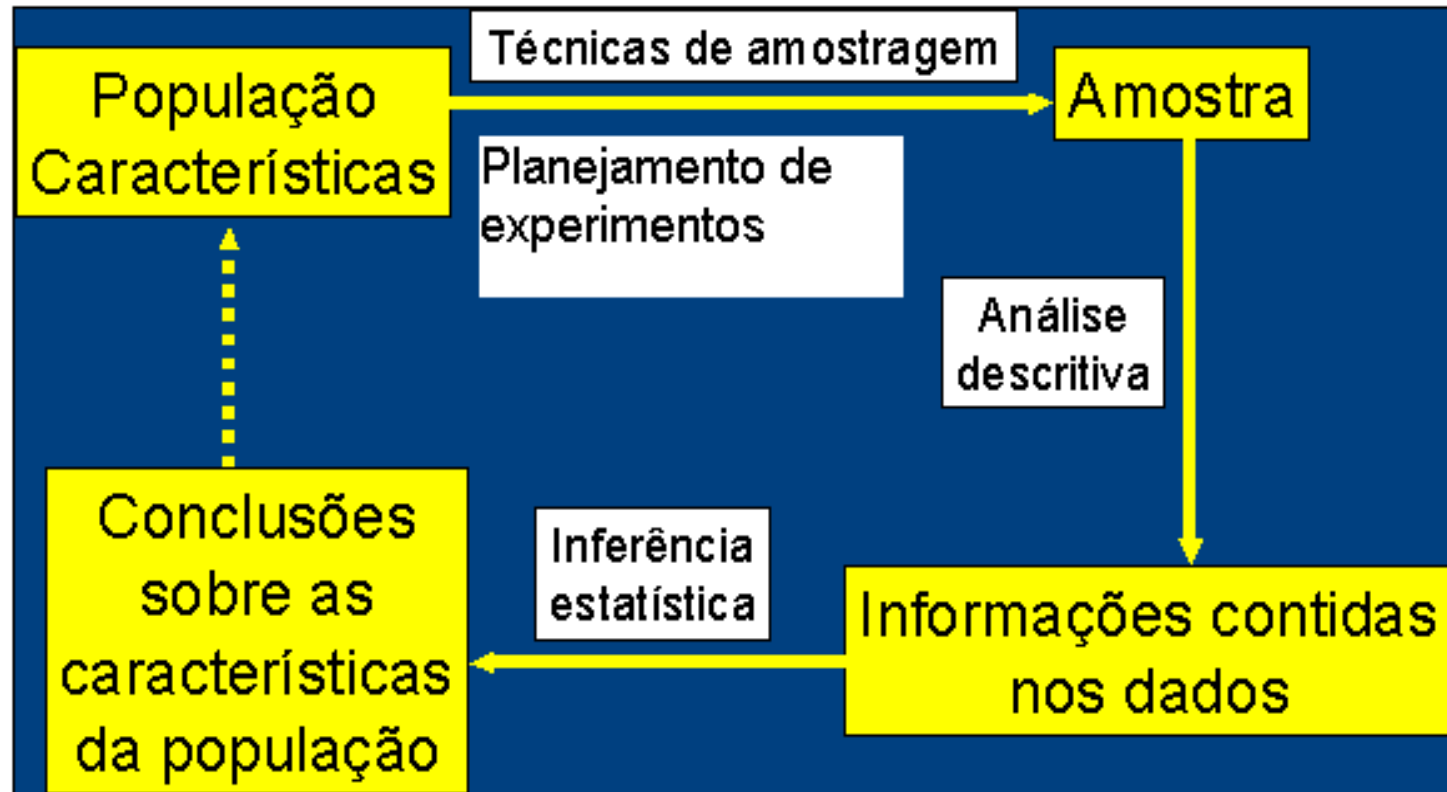 Técnicas de amostragem
População
Características
Amostra
Planejamento de
experimentos
Análise
descritiva
Conclusões
sobre as
características
da população
Inferência
estatística
Informações contidas
nos dados